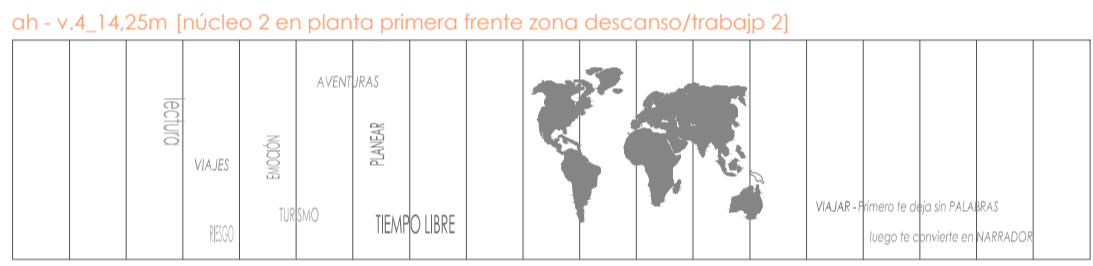 ah - v.4_14,25m [núcleo 2 en planta primera frente zona descanso/trabajp 2]
AVENTURAS
lectura
PLANEAR
EMOCIÓN
VIAJES
TURISMO
TIEMPO LIBRE
RIESGO
VIAJAR - Primero te deja sin PALABRAS
luego te convierte en NARRADOR